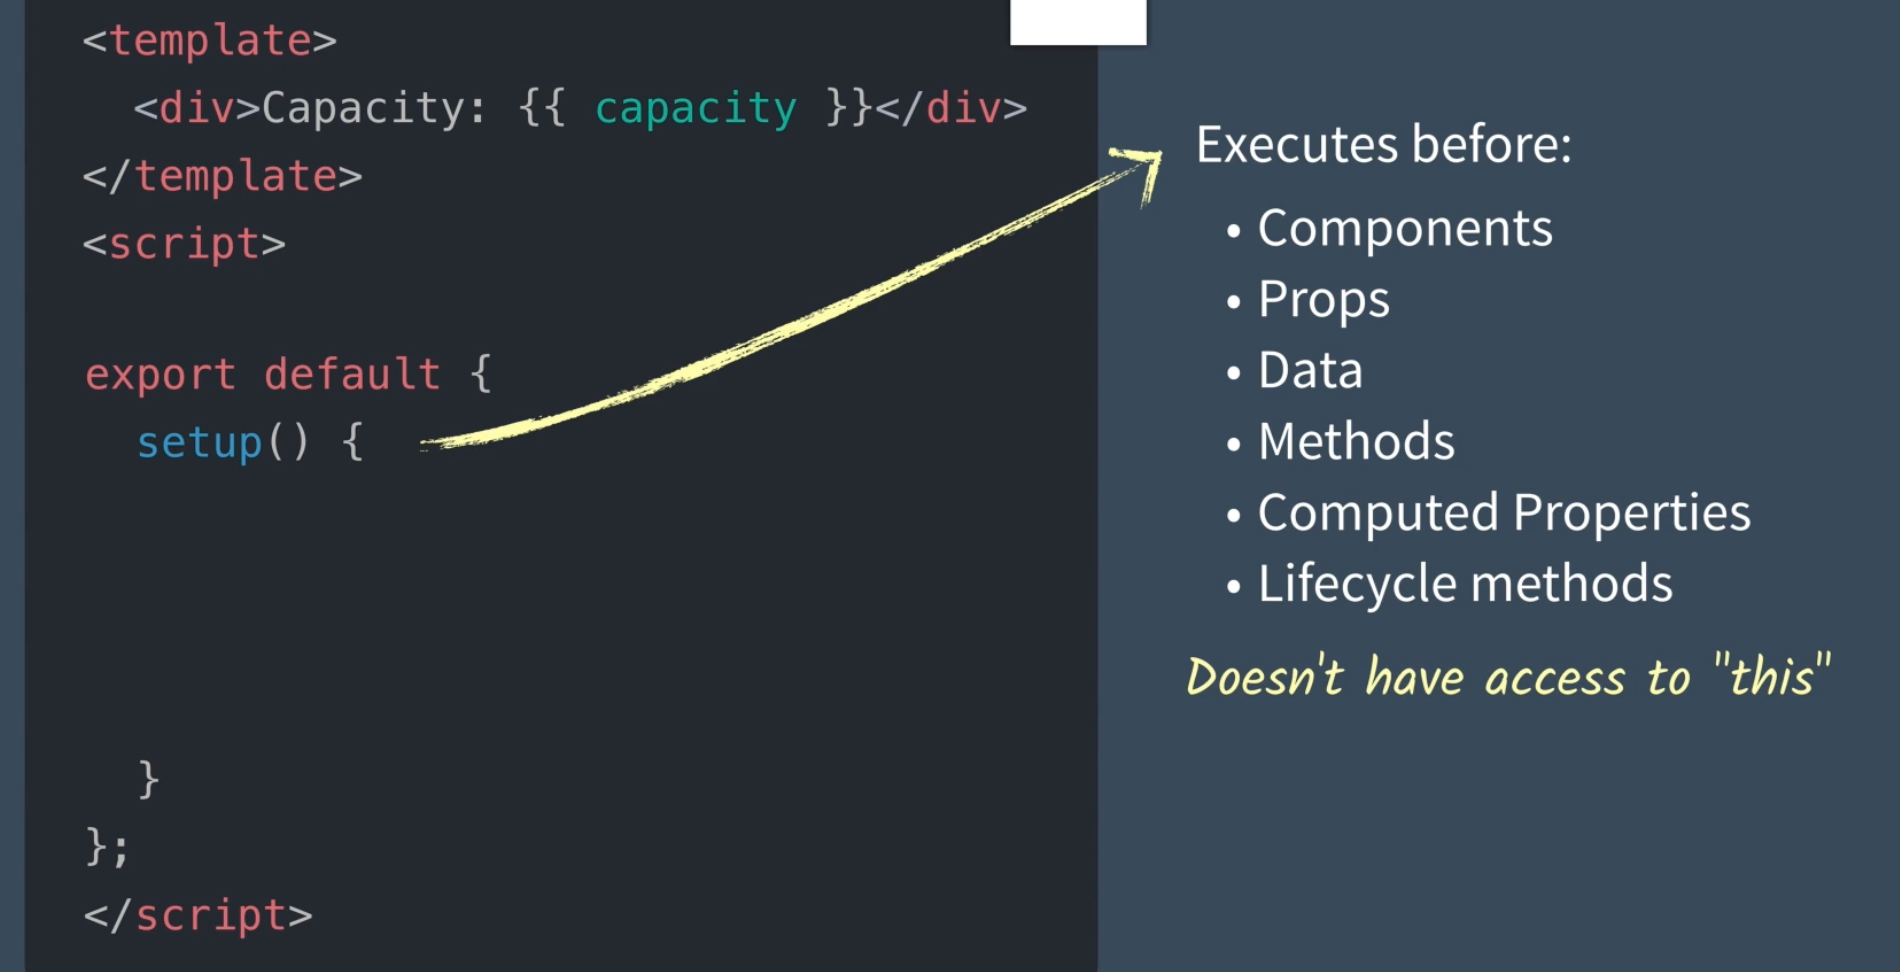 <template>
  <div>Capacity: {{ capacity }}</div>
</template>
<script>
export default {
  setup() {
  }
};
</script>
Executes before:
• Components
• Props
• Data
• Methods
• Computed Properties
• Lifecycle methods
Doesn't have access to "this"